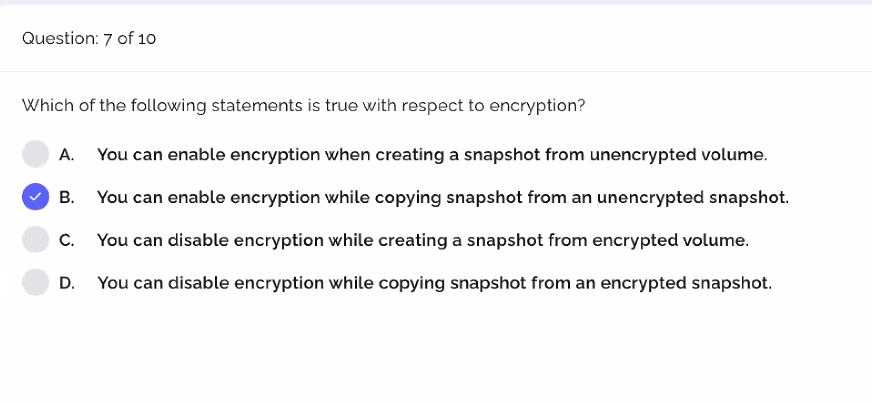 Question: 7 of 10
Which of the following statements is true with respect to encryption?
A. You can enable encryption when creating a snapshot from unencrypted volume.
B. You can enable encryption while copying snapshot from an unencrypted snapshot.
C. You can disable encryption while creating a snapshot from encrypted volume.
D. You can disable encryption while copying snapshot from an encrypted snapshot.